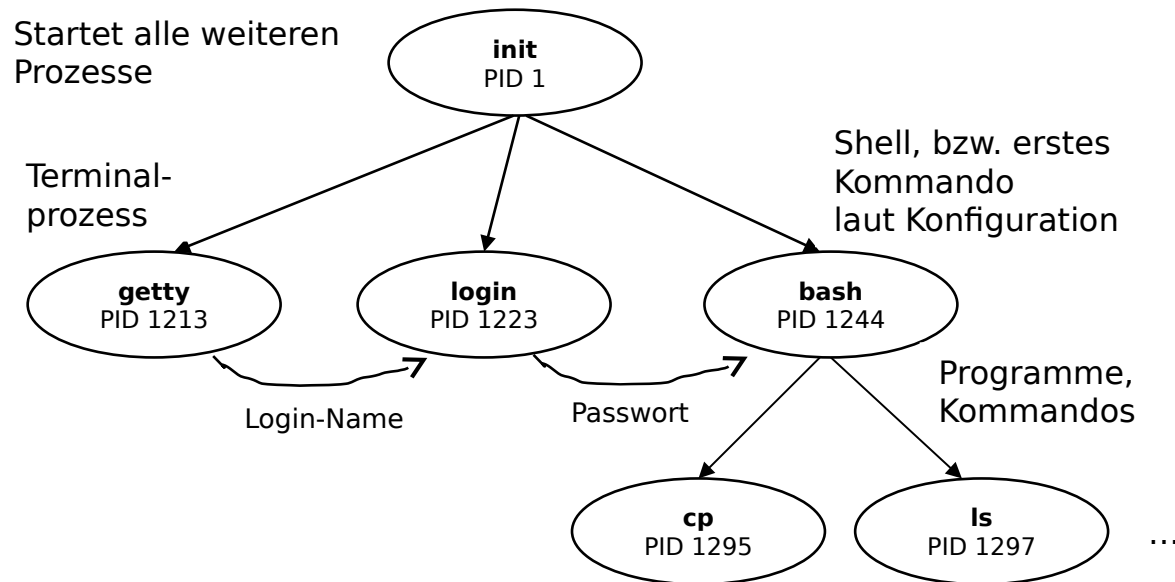 Startet alle weiteren
Prozesse
init
PID 1
Terminal-
prozess
Shell, bzw. erstes
Kommando
laut Konfiguration
getty
PID 1213
login
PID 1223
bash
PID 1244
Login-Name
Passwort
Programme,
Kommandos
cp
PID 1295
ls
PID 1297
...